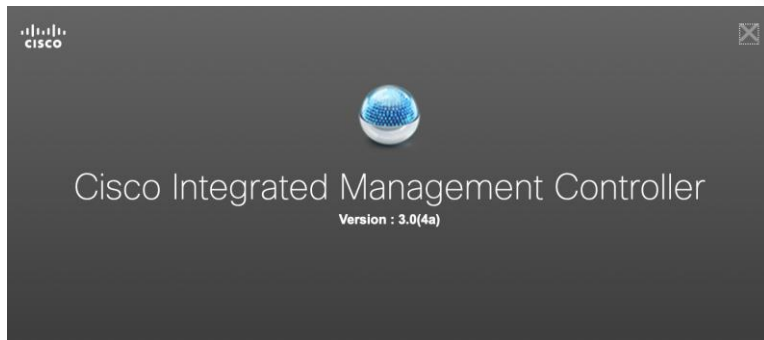 CISCO
Cisco Integrated Management Controller
Version : 3.0(4a)